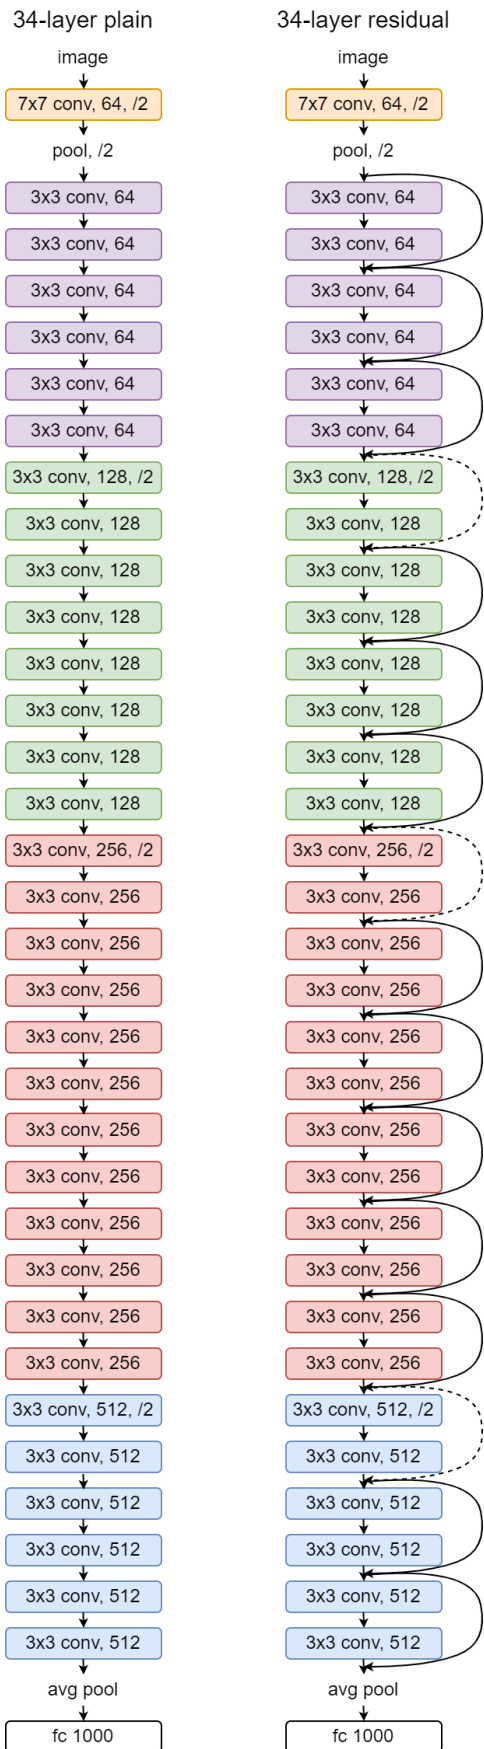 34-layer plain
image
7x7 conv, 64, /2
pool, /2
3x3 conv, 64
3x3 conv, 64
3x3 conv, 64
3x3 conv, 64
3x3 conv, 64
3x3 conv, 64
3x3 conv, 128, /2
3x3 conv, 128
3x3 conv, 128
3x3 conv, 128
3x3 conv, 128
3x3 conv, 128
3x3 conv, 128
3x3 conv, 128
3x3 conv, 256, /2
3x3 conv, 256
3x3 conv, 256
3x3 conv, 256
3x3 conv, 256
3x3 conv, 256
3x3 conv, 256
3x3 conv, 256
3x3 conv, 256
3x3 conv, 256
3x3 conv, 256
3x3 conv, 256
3x3 conv, 512, /2
3x3 conv, 512
3x3 conv, 512
3x3 conv, 512
3x3 conv, 512
3x3 conv, 512
avg pool
fc 1000
34-layer residual
image
7x7 conv, 64, /2
pool, /2
3x3 conv, 64
3x3 conv, 64
3x3 conv, 64
3x3 conv, 64
3x3 conv, 64
3x3 conv, 64
3x3 conv, 128, /2
3x3 conv, 128
3x3 conv, 128
3x3 conv, 128
3x3 conv, 128
3x3 conv, 128
3x3 conv, 128
3x3 conv, 128
3x3 conv, 256, /2
3x3 conv, 256
3x3 conv, 256
3x3 conv, 256
3x3 conv, 256
3x3 conv, 256
3x3 conv, 256
3x3 conv, 256
3x3 conv, 256
3x3 conv, 256
3x3 conv, 256
3x3 conv, 256
3x3 conv, 512, /2
3x3 conv, 512
3x3 conv, 512
3x3 conv, 512
3x3 conv, 512
3x3 conv, 512
avg pool
fc 1000